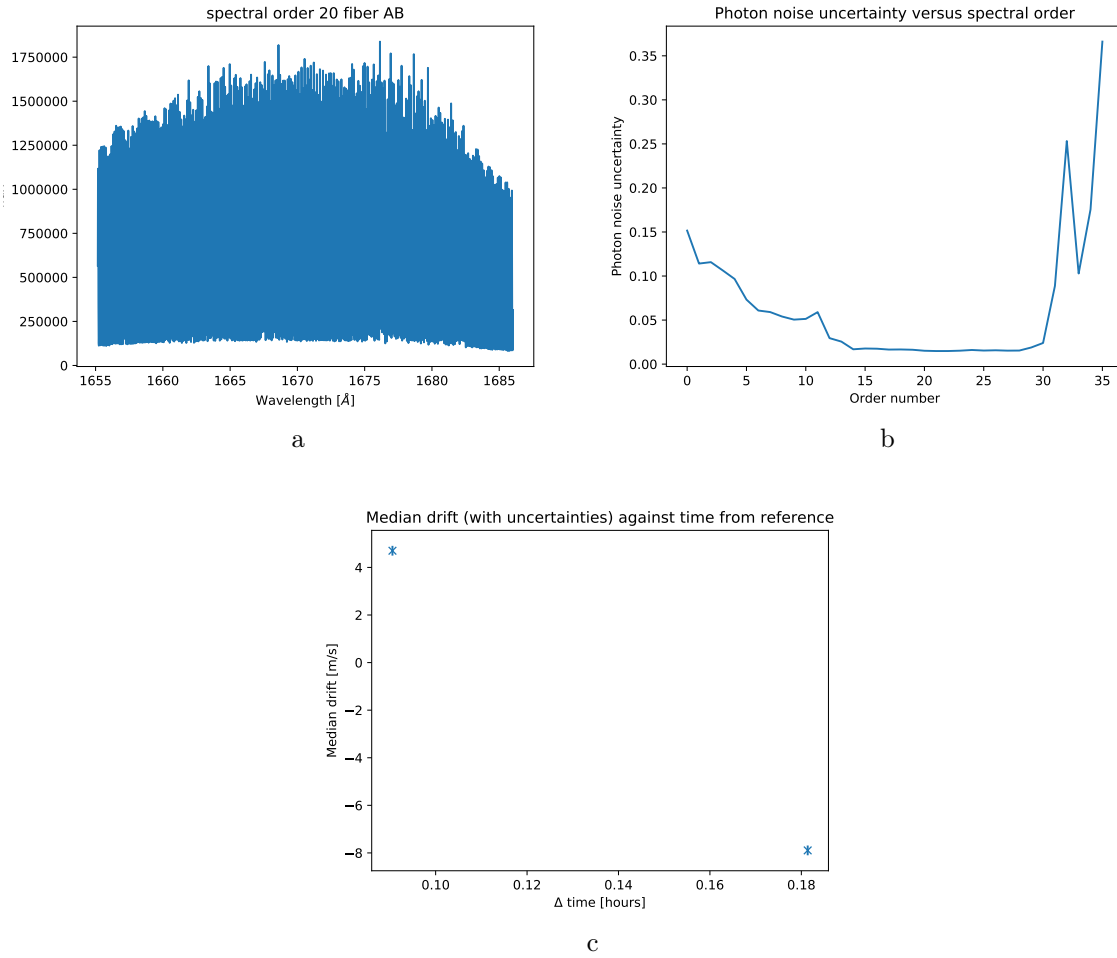 spectral order 20 fiber AB
1750000
1500000
1250000
1000000
750000
500000
250000
0
1655 1660 1665 1670 1675 1680 1685
Wavelength [Å]
a
Photon noise uncertainty versus spectral order
Photon noise uncertainty
0.35
0.30
0.25
0.20
0.15
0.10
0.05
0.00
0 5 10 15 20 25 30 35
Order number
b
Median drift (with uncertainties) against time from reference
Median drift [m/s]
4
2
0
−2
−4
−6
−8
0.10 0.12 0.14 0.16 0.18
Δ time [hours]
c